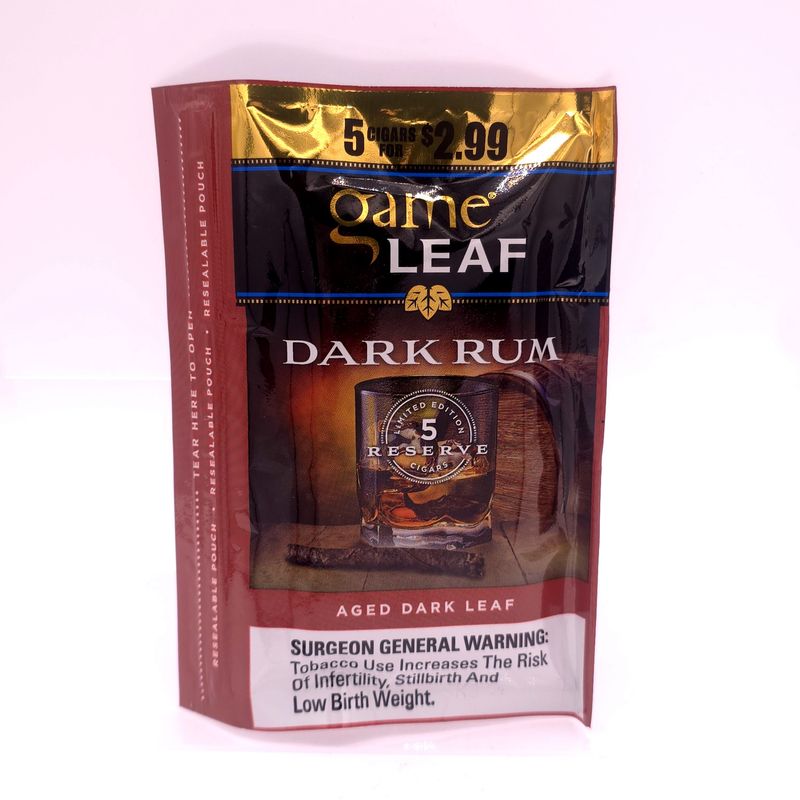 5 CIGARS FOR $2.99
game®
LEAF
DARK RUM
LIMITED EDITION
5
RESERVE
CIGARS
AGED DARK LEAF
SURGEON GENERAL WARNING:
Tobacco Use Increases The Risk
Of Infertility, Stillbirth And
Low Birth Weight.
TEAR HERE TO OPEN
RESEALABLE POUCH • RESEALABLE POUCH • RESEALABLE POUCH • RESEALABLE POUCH